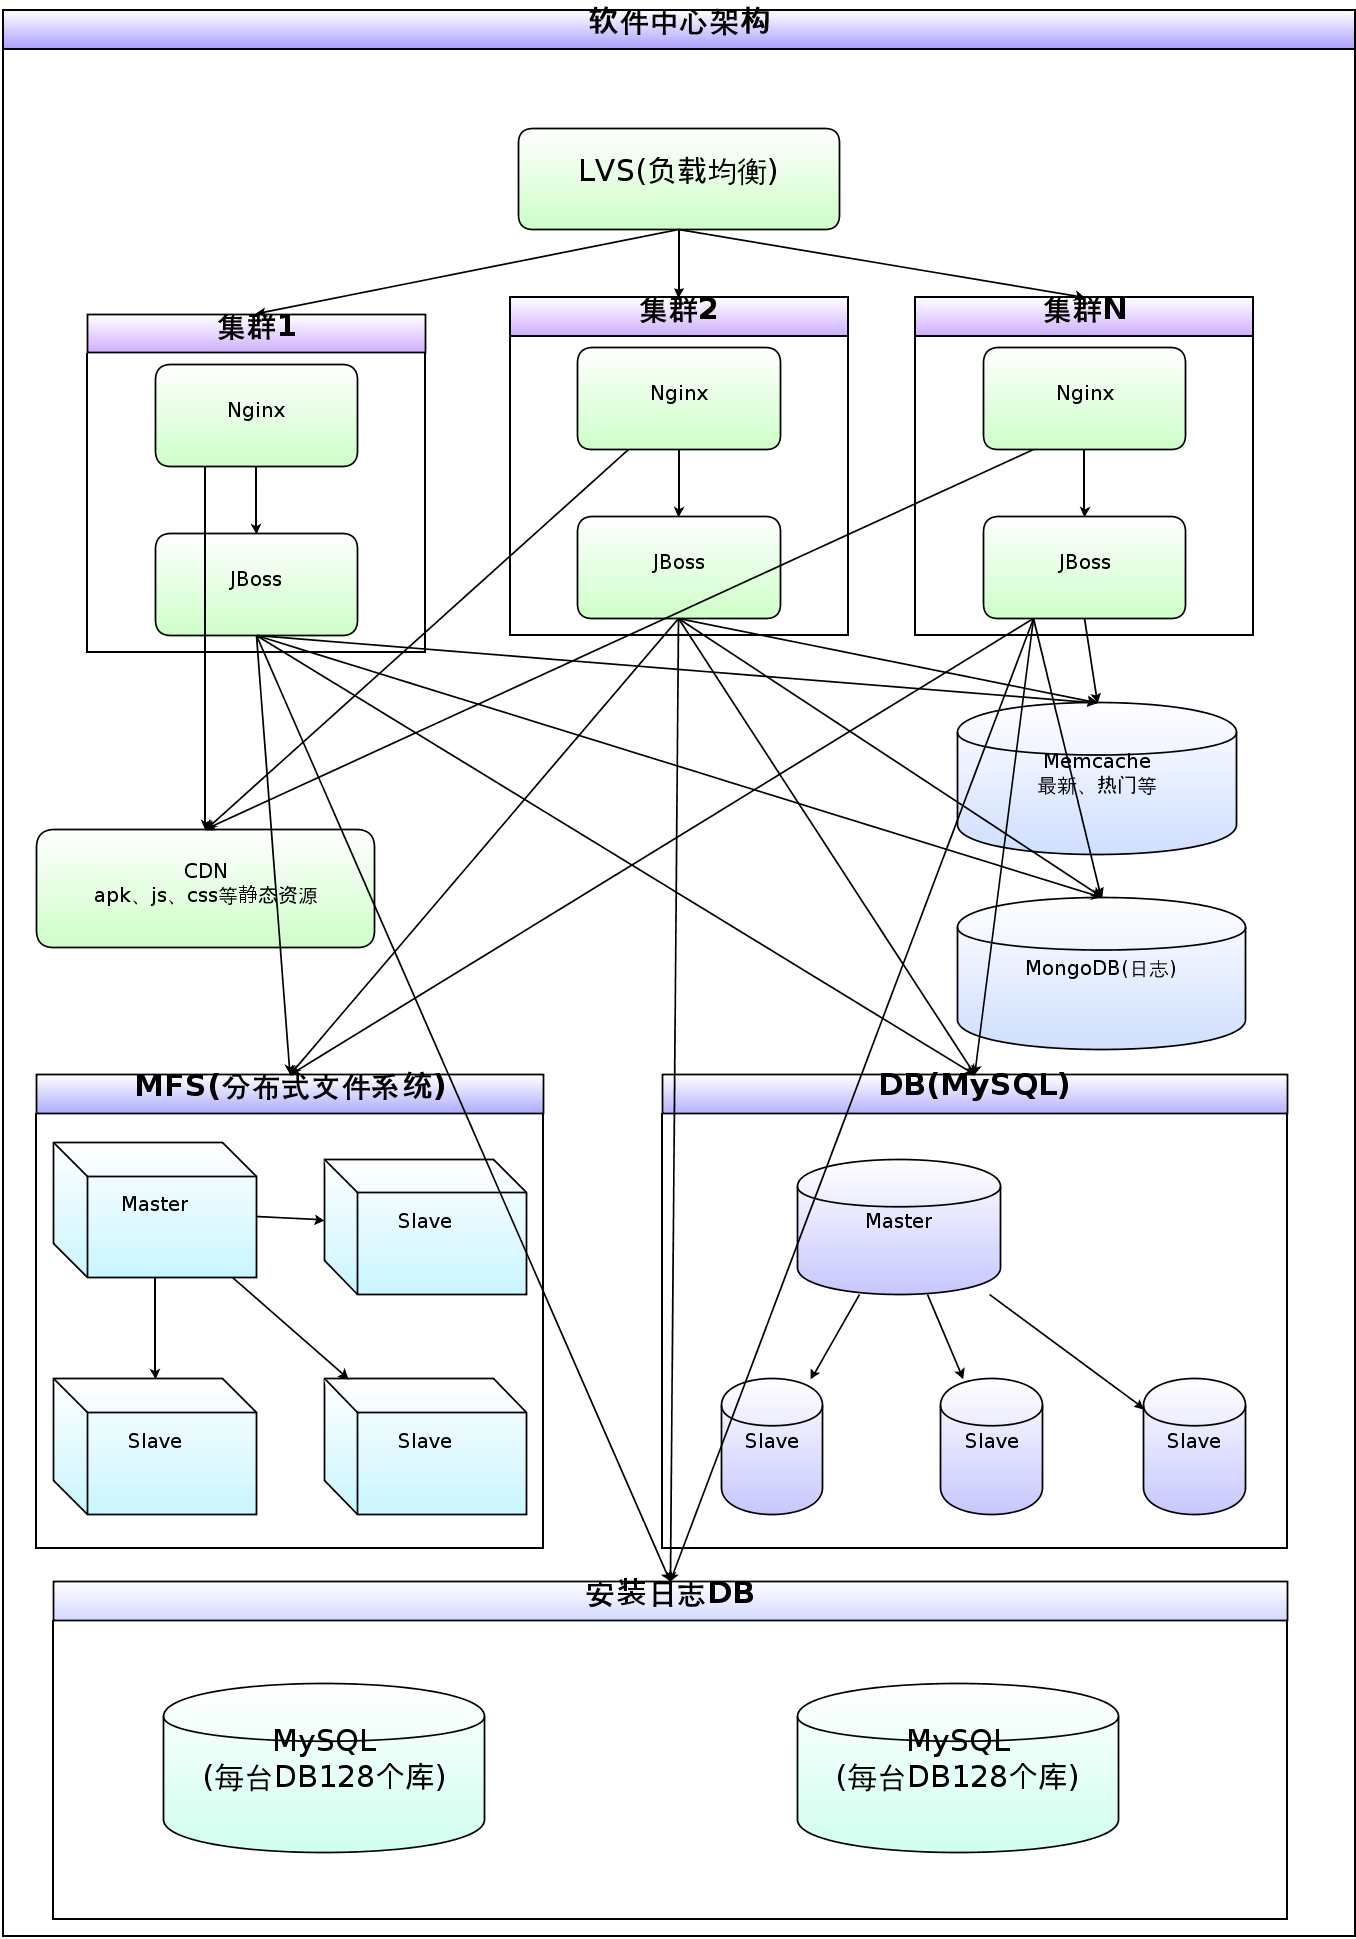 软件中心架构
LVS(负载均衡)
集群1
集群2
集群N
Nginx
Nginx
Nginx
JBoss
JBoss
JBoss
Memcache
最新、热门等
CDN
apk、js、css等静态资源
MongoDB(日志)
MFS(分布式文件系统)
DB(MySQL)
Master
Slave
Master
Slave
Slave
Slave
Slave
Slave
安装日志DB
MySQL
(每台DB128个库)
MySQL
(每台DB128个库)